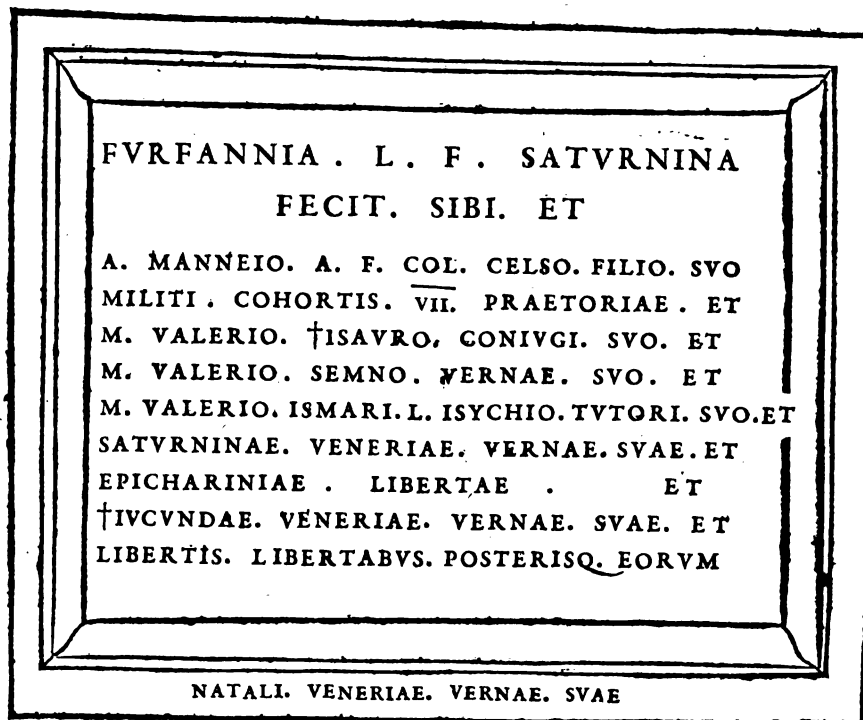 FVRFANNIA . L . F . SATVRNINA
FECIT. SIBI. ET
A. MANNEIO. A. F. COL. CELSO. FILIO. SVO
MILITI . COHORTIS. VII. PRAETORIAE . ET
M. VALERIO. †ISAVRO. CONIVGI. SVO. ET
M. VALERIO. SEMNO. VERNAE. SVO. ET
M. VALERIO. ISMARI. L. ISYCHIO. TVTORI. SVO. ET
SATVRNINAE. VENERIAE. VERNAE. SVAE. ET
EPICHARINIAE . LIBERTAE . ET
†IVCVNDAE. VENERIAE. VERNAE. SVAE. ET
LIBERTIS. LIBERTABVS. POSTERISQ. EORVM
NATALI. VENERIAE. VERNAE. SVAE